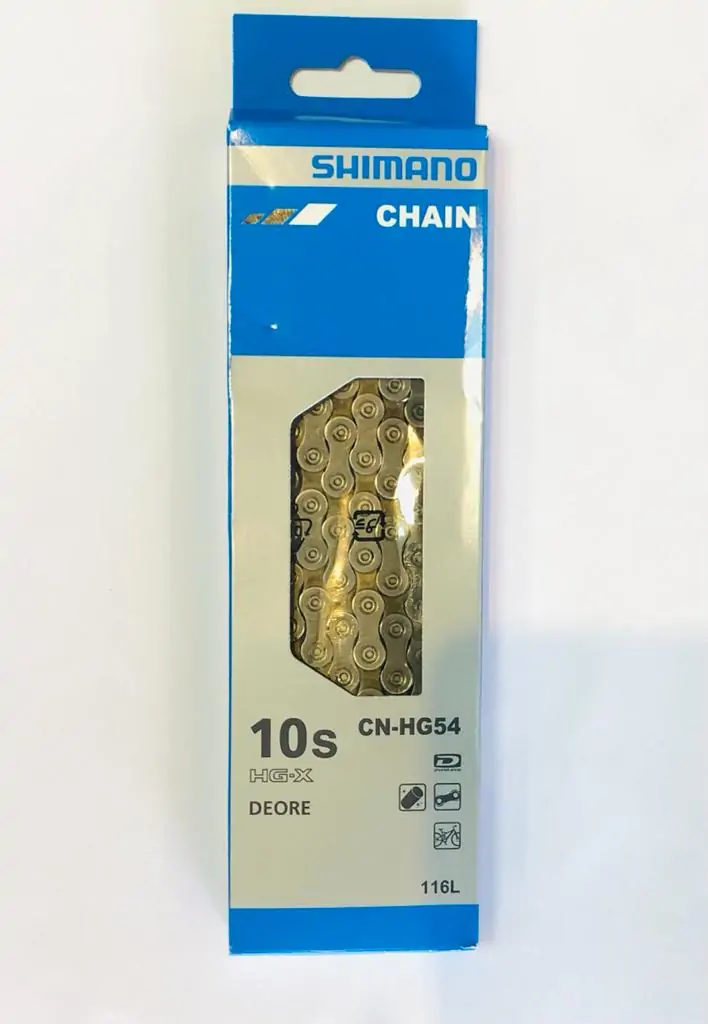 SHIMANO
CHAIN
10s
CN-HG54
HG-X
DEORE
116L